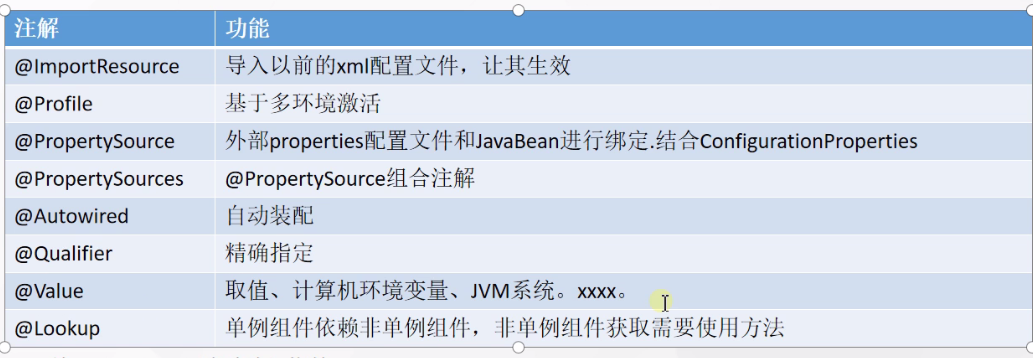 注解 功能
@ImportResource 导入以前的xml配置文件，让其生效
@Profile 基于多环境激活
@PropertySource 外部properties配置文件和JavaBean进行绑定.结合ConfigurationProperties
@PropertySources @PropertySource组合注解
@Autowired 自动装配
@Qualifier 精确指定
@Value 取值、计算机环境变量、JVM系统。xxxx。
@Lookup 单例组件依赖非单例组件，非单例组件获取需要使用方法